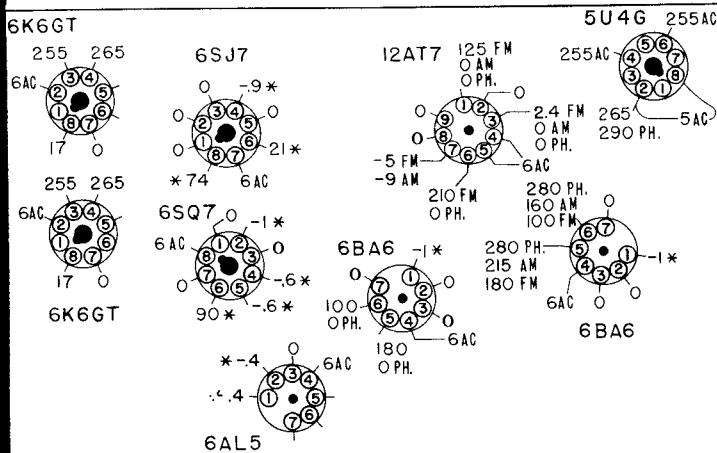 6K6GT
255 265
6AC
3 4
2 5
1 6
8 7
17 0
6SJ7
0 -.9*
0 0
3 4
2 5
1 6
8 7
0 21*
*74 6AC
12AT7
125 FM
0 AM
0 PH.
0
2.4 FM
0 AM
0 PH.
6AC
0
0
1 2
9 3
8 4
7 6 5
-5 FM
-9 AM
210 FM
0 PH.
5U4G
255AC
255AC
5 6
4 7
3 8
2 1
265
290 PH.
5AC
255 265
6AC
3 4
2 5
1 6
8 7
17 0
6K6GT
6SQ7
0
-1*
6AC
0
1 2
8 3
7 4
6 5
0
-.6*
90*
-.6*
6BA6
-1*
0
0
0
7 1
6 2
5 4 3
100
0 PH.
6AC
180
0 PH.
280 PH.
160 AM
100 FM
0
280 PH.
215 AM
180 FM
6 7
5 1
4 3 2
-1*
6AC
0
0
6BA6
*-.4
0
6AC
.4
2 3 4
1 5
7 6
6AL5